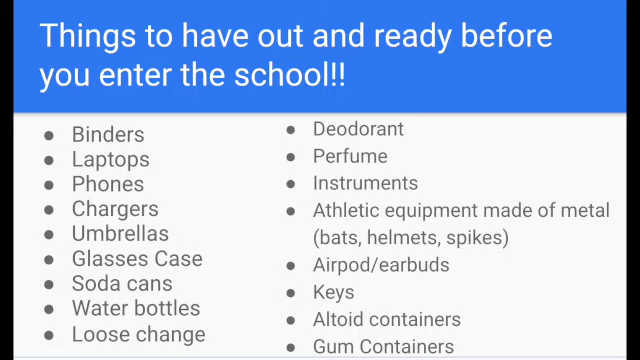 Things to have out and ready before
you enter the school!!
● Binders
● Laptops
● Phones
● Chargers
● Umbrellas
● Glasses Case
● Soda cans
● Water bottles
● Loose change
● Deodorant
● Perfume
● Instruments
● Athletic equipment made of metal
(bats, helmets, spikes)
● Airpod/earbuds
● Keys
● Altoid containers
● Gum Containers